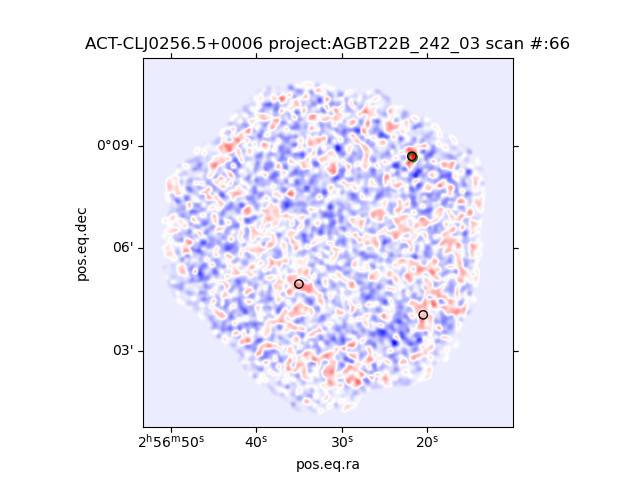 ACT-CLJ0256.5+0006 project:AGBT22B_242_03 scan #:66
0°09'
06'
03'
pos.eq.dec
2ʰ56ᵐ50ˢ 40ˢ 30ˢ 20ˢ
pos.eq.ra